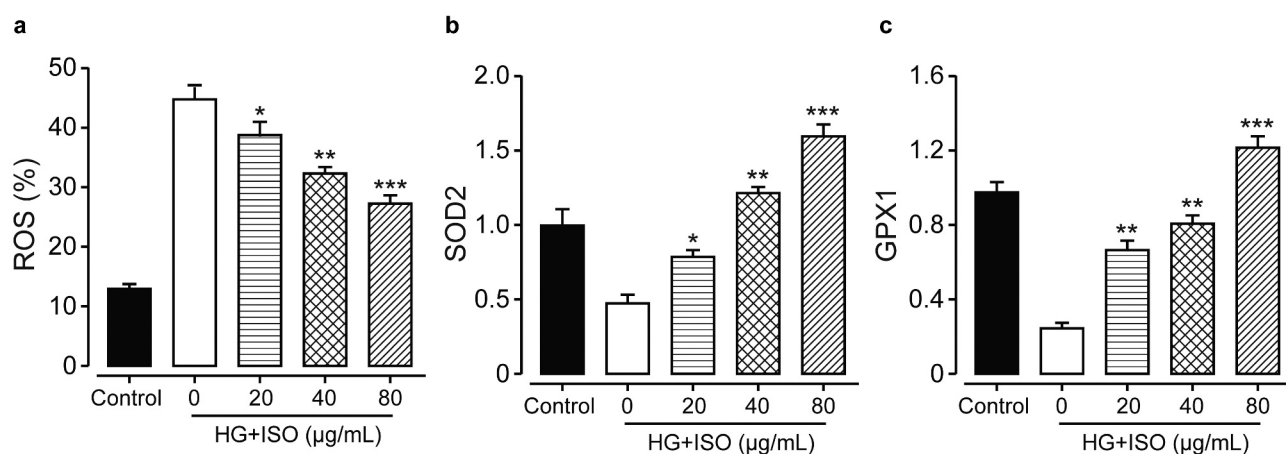 a
ROS (%)
50
40
30
20
10
0
*
**
***
Control 0 20 40 80
HG+ISO (µg/mL)
b
SOD2
2.0
1.5
1.0
0.5
0
*
**
***
Control 0 20 40 80
HG+ISO (µg/mL)
c
GPX1
1.6
1.2
0.8
0.4
0
**
**
***
Control 0 20 40 80
HG+ISO (µg/mL)